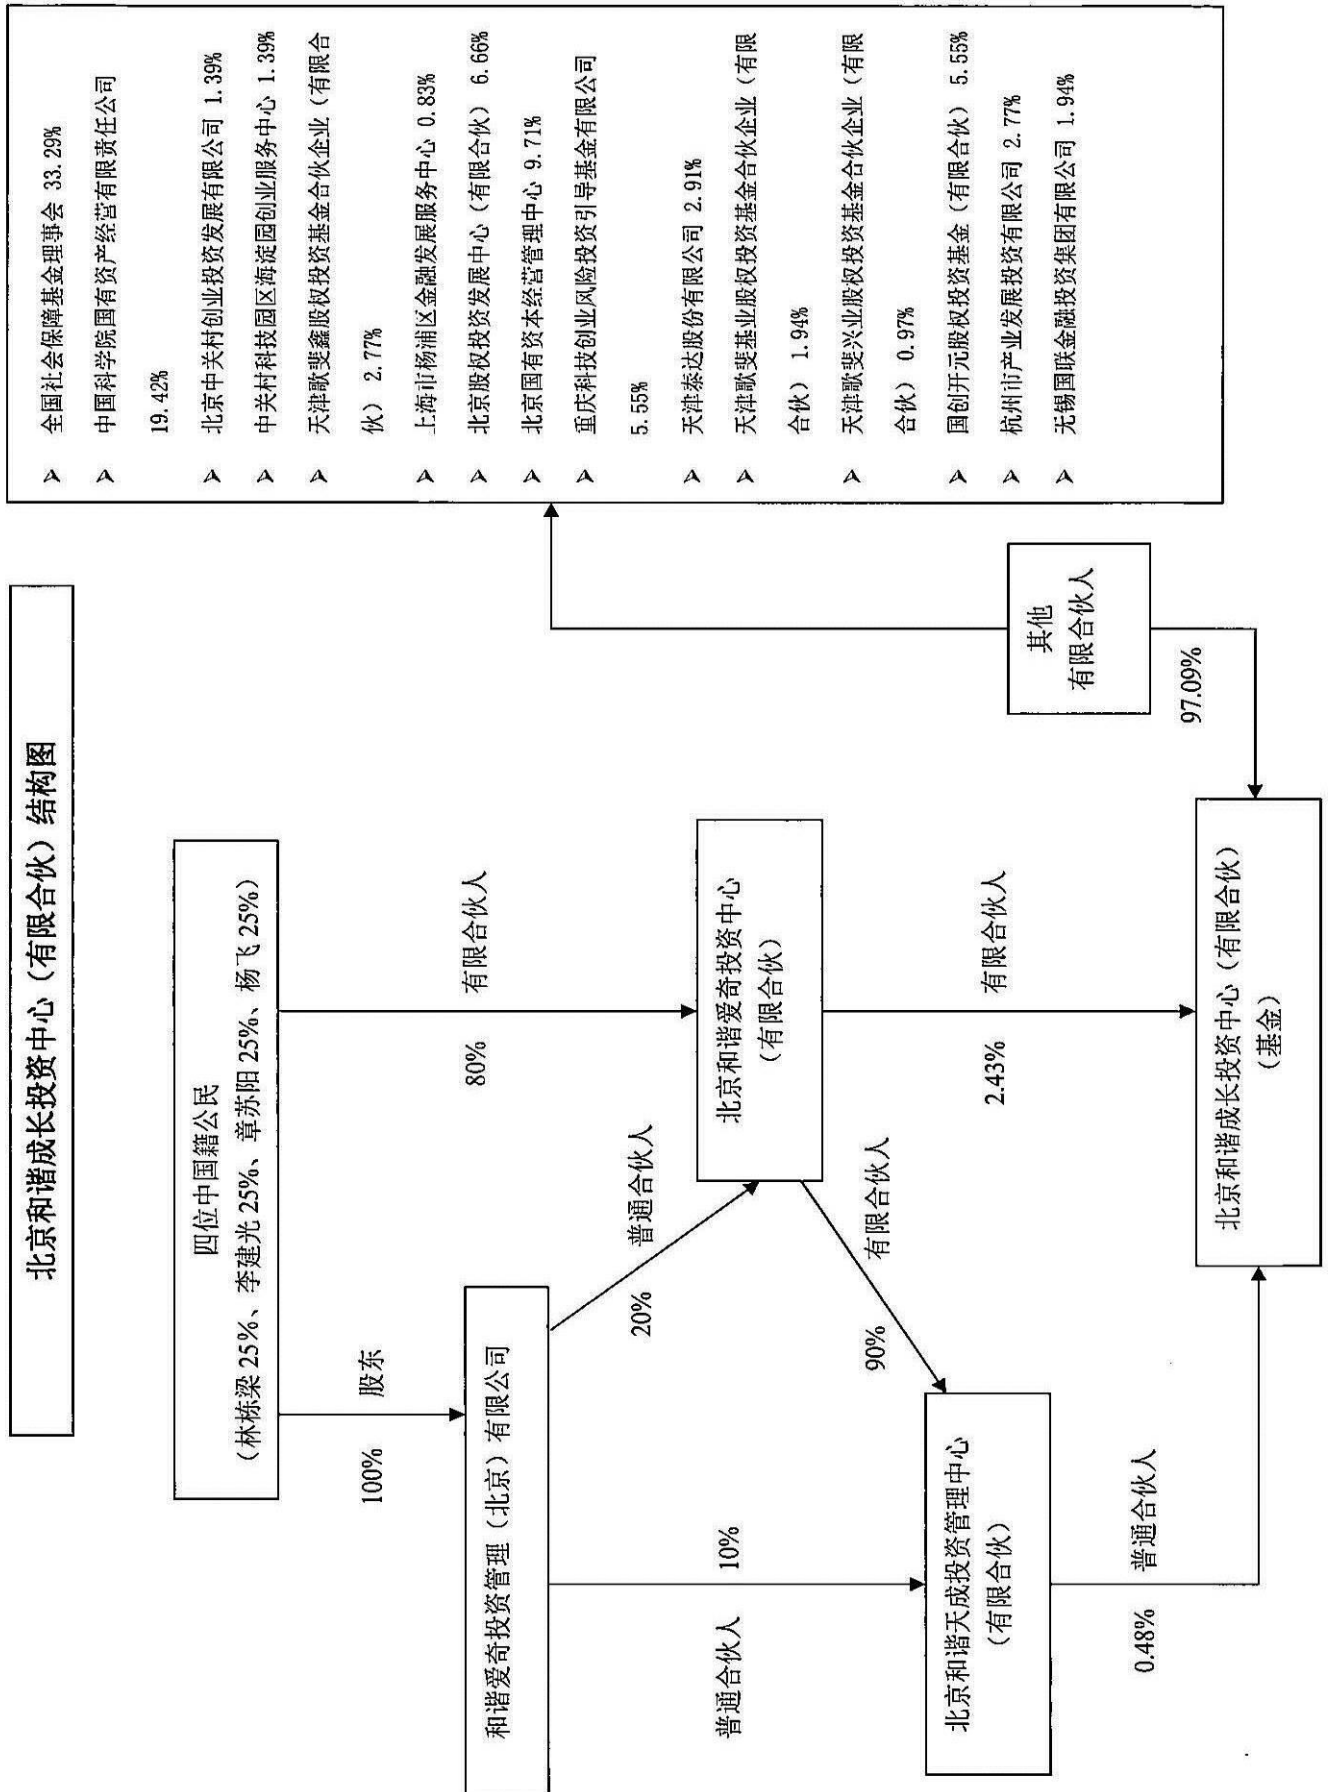 北京和谐成长投资中心（有限合伙）结构图
四位中国籍公民
（林栋梁 25%、李建光 25%、章苏阳 25%、杨飞 25%）
100%
股东
80%
有限合伙人
和谐爱奇投资管理（北京）有限公司
20%
普通合伙人
北京和谐爱奇投资中心
（有限合伙）
普通合伙人
10%
90%
有限合伙人
2.43%
有限合伙人
北京和谐天成投资管理中心
（有限合伙）
0.48%
普通合伙人
其他
有限合伙人
97.09%
北京和谐成长投资中心（有限合伙）
（基金）
➢ 全国社会保障基金理事会 33.29%
➢ 中国科学院国有资产经营有限责任公司
19.42%
➢ 北京中关村创业投资发展有限公司 1.39%
➢ 中关村科技园区海淀园创业服务中心 1.39%
➢ 天津歌斐鑫股权投资基金合伙企业（有限合
伙） 2.77%
➢ 上海市杨浦区金融发展服务中心 0.83%
➢ 北京股权投资发展中心（有限合伙） 6.66%
➢ 北京国有资本经营管理中心 9.71%
➢ 重庆科技创业风险投资引导基金有限公司
5.55%
➢ 天津泰达股份有限公司 2.91%
➢ 天津歌斐基业股权投资基金合伙企业（有限
合伙） 1.94%
➢ 天津歌斐兴业股权投资基金合伙企业（有限
合伙） 0.97%
➢ 国创开元股权投资基金（有限合伙） 5.55%
➢ 杭州市产业发展投资有限公司 2.77%
➢ 无锡国联金融投资集团有限公司 1.94%